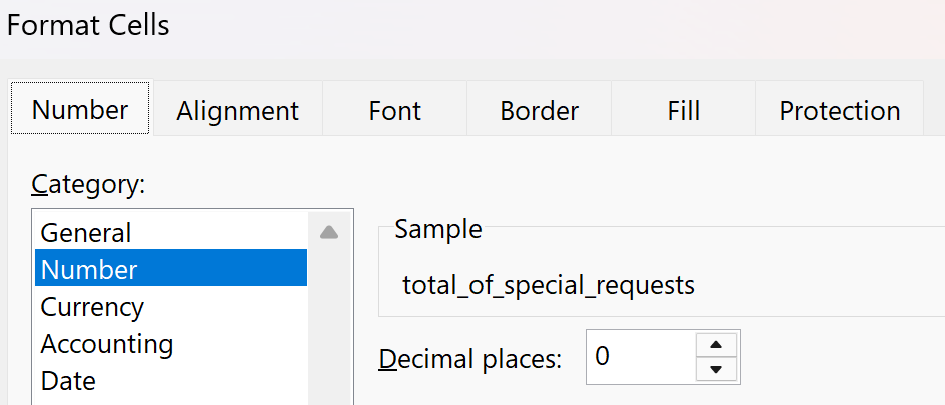 Format Cells
Number Alignment Font Border Fill Protection
Category:
General
Number
Currency
Accounting
Date
Sample
total_of_special_requests
Decimal places: 0